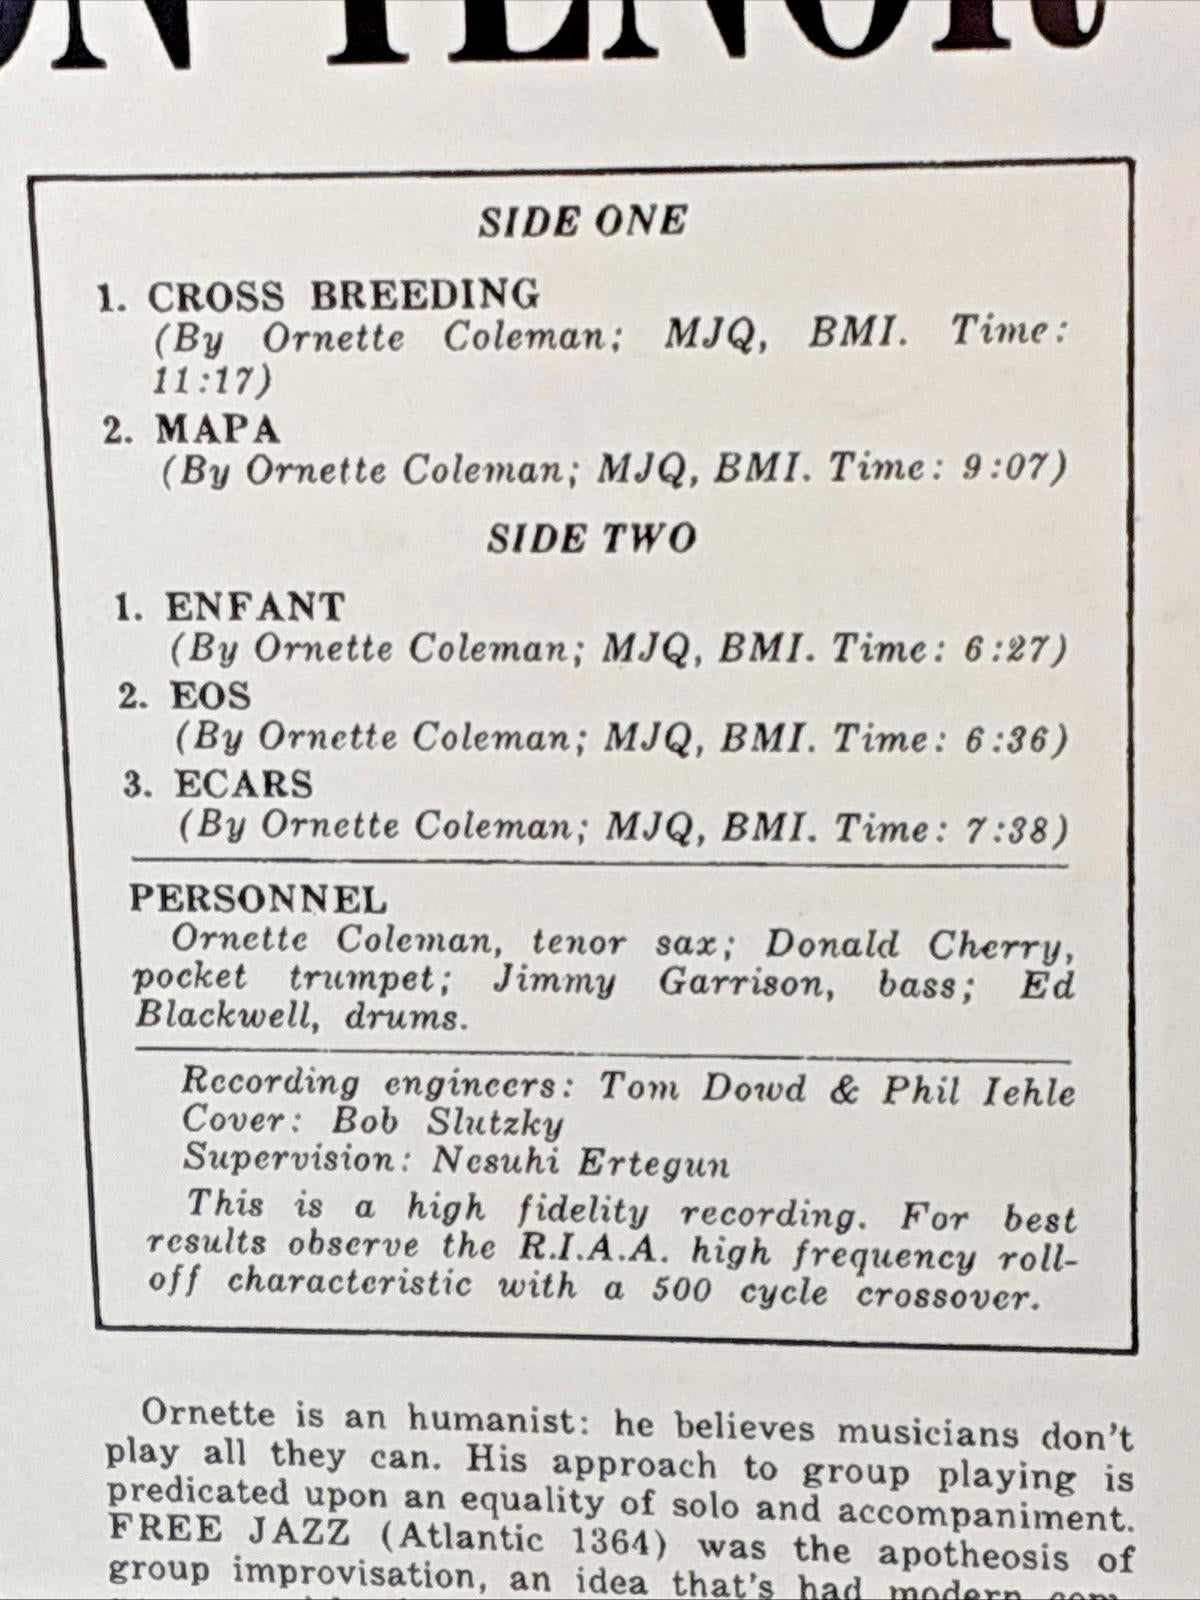 ON TENOR
SIDE ONE
1. CROSS BREEDING
(By Ornette Coleman; MJQ, BMI. Time:
11:17)
2. MAPA
(By Ornette Coleman; MJQ, BMI. Time: 9:07)
SIDE TWO
1. ENFANT
(By Ornette Coleman; MJQ, BMI. Time: 6:27)
2. EOS
(By Ornette Coleman; MJQ, BMI. Time: 6:36)
3. ECARS
(By Ornette Coleman; MJQ, BMI. Time: 7:38)
PERSONNEL
Ornette Coleman, tenor sax; Donald Cherry,
pocket trumpet; Jimmy Garrison, bass; Ed
Blackwell, drums.
Recording engineers: Tom Dowd & Phil Iehle
Cover: Bob Slutzky
Supervision: Nesuhi Ertegun
This is a high fidelity recording. For best
results observe the R.I.A.A. high frequency roll-
off characteristic with a 500 cycle crossover.
Ornette is an humanist: he believes musicians don't
play all they can. His approach to group playing is
predicated upon an equality of solo and accompaniment.
FREE JAZZ (Atlantic 1364) was the apotheosis of
group improvisation, an idea that's had modern